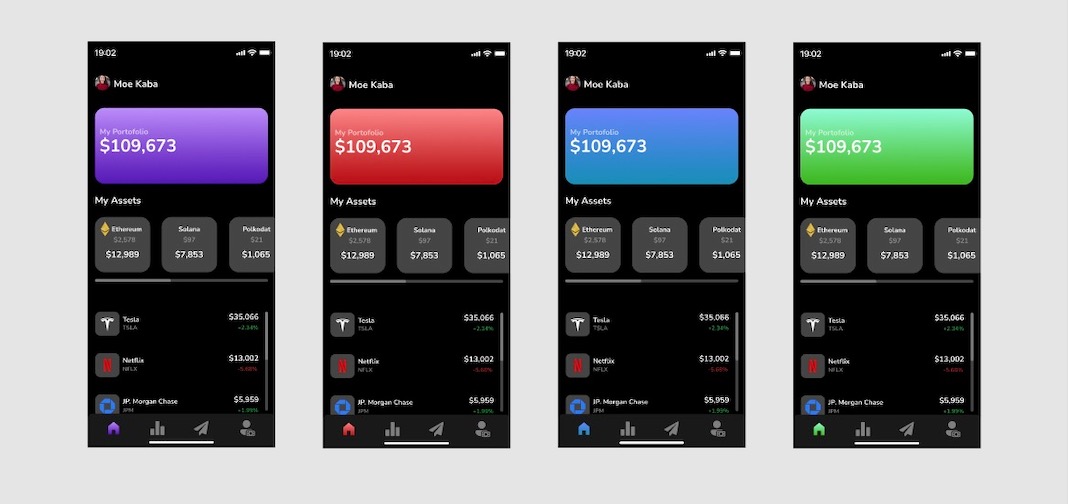 19:02
Moe Kaba
My Portofolio
$109,673
My Assets
Ethereum
$2,578
$12,989
Solana
$97
$7,853
Polkodat
$21
$1,065
Tesla
TSLA
$35,066
+2.34%
Netflix
NFLX
$13,002
-5.68%
JP. Morgan Chase
JPM
$5,959
+1.99%
19:02
Moe Kaba
My Portofolio
$109,673
My Assets
Ethereum
$2,578
$12,989
Solana
$97
$7,853
Polkodat
$21
$1,065
Tesla
TSLA
$35,066
+2.34%
Netflix
NFLX
$13,002
-5.68%
JP. Morgan Chase
JPM
$5,959
+1.99%
19:02
Moe Kaba
My Portofolio
$109,673
My Assets
Ethereum
$2,578
$12,989
Solana
$97
$7,853
Polkodat
$21
$1,065
Tesla
TSLA
$35,066
+2.34%
Netflix
NFLX
$13,002
-5.68%
JP. Morgan Chase
JPM
$5,959
+1.99%
19:02
Moe Kaba
My Portofolio
$109,673
My Assets
Ethereum
$2,578
$12,989
Solana
$97
$7,853
Polkodat
$21
$1,065
Tesla
TSLA
$35,066
+2.34%
Netflix
NFLX
$13,002
-5.68%
JP. Morgan Chase
JPM
$5,959
+1.99%